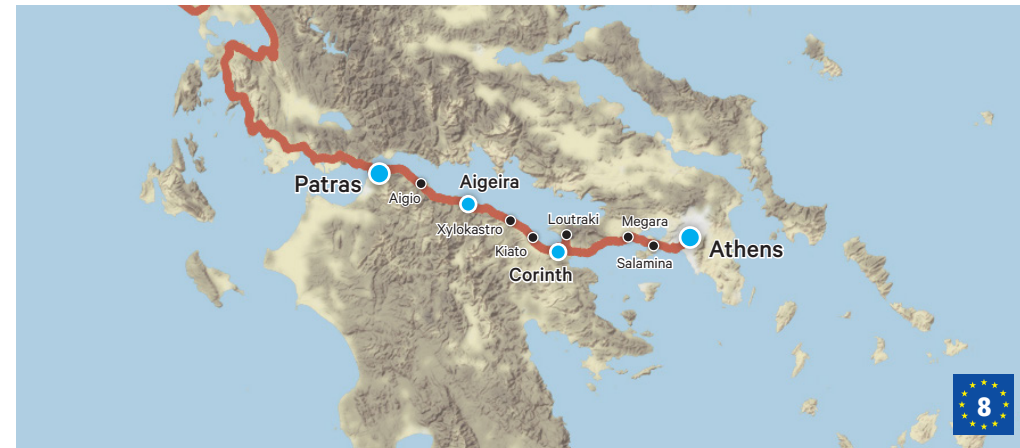 Patras
Aigio
Aigeira
Xylokastro
Kiato
Corinth
Loutraki
Megara
Salamina
Athens
8